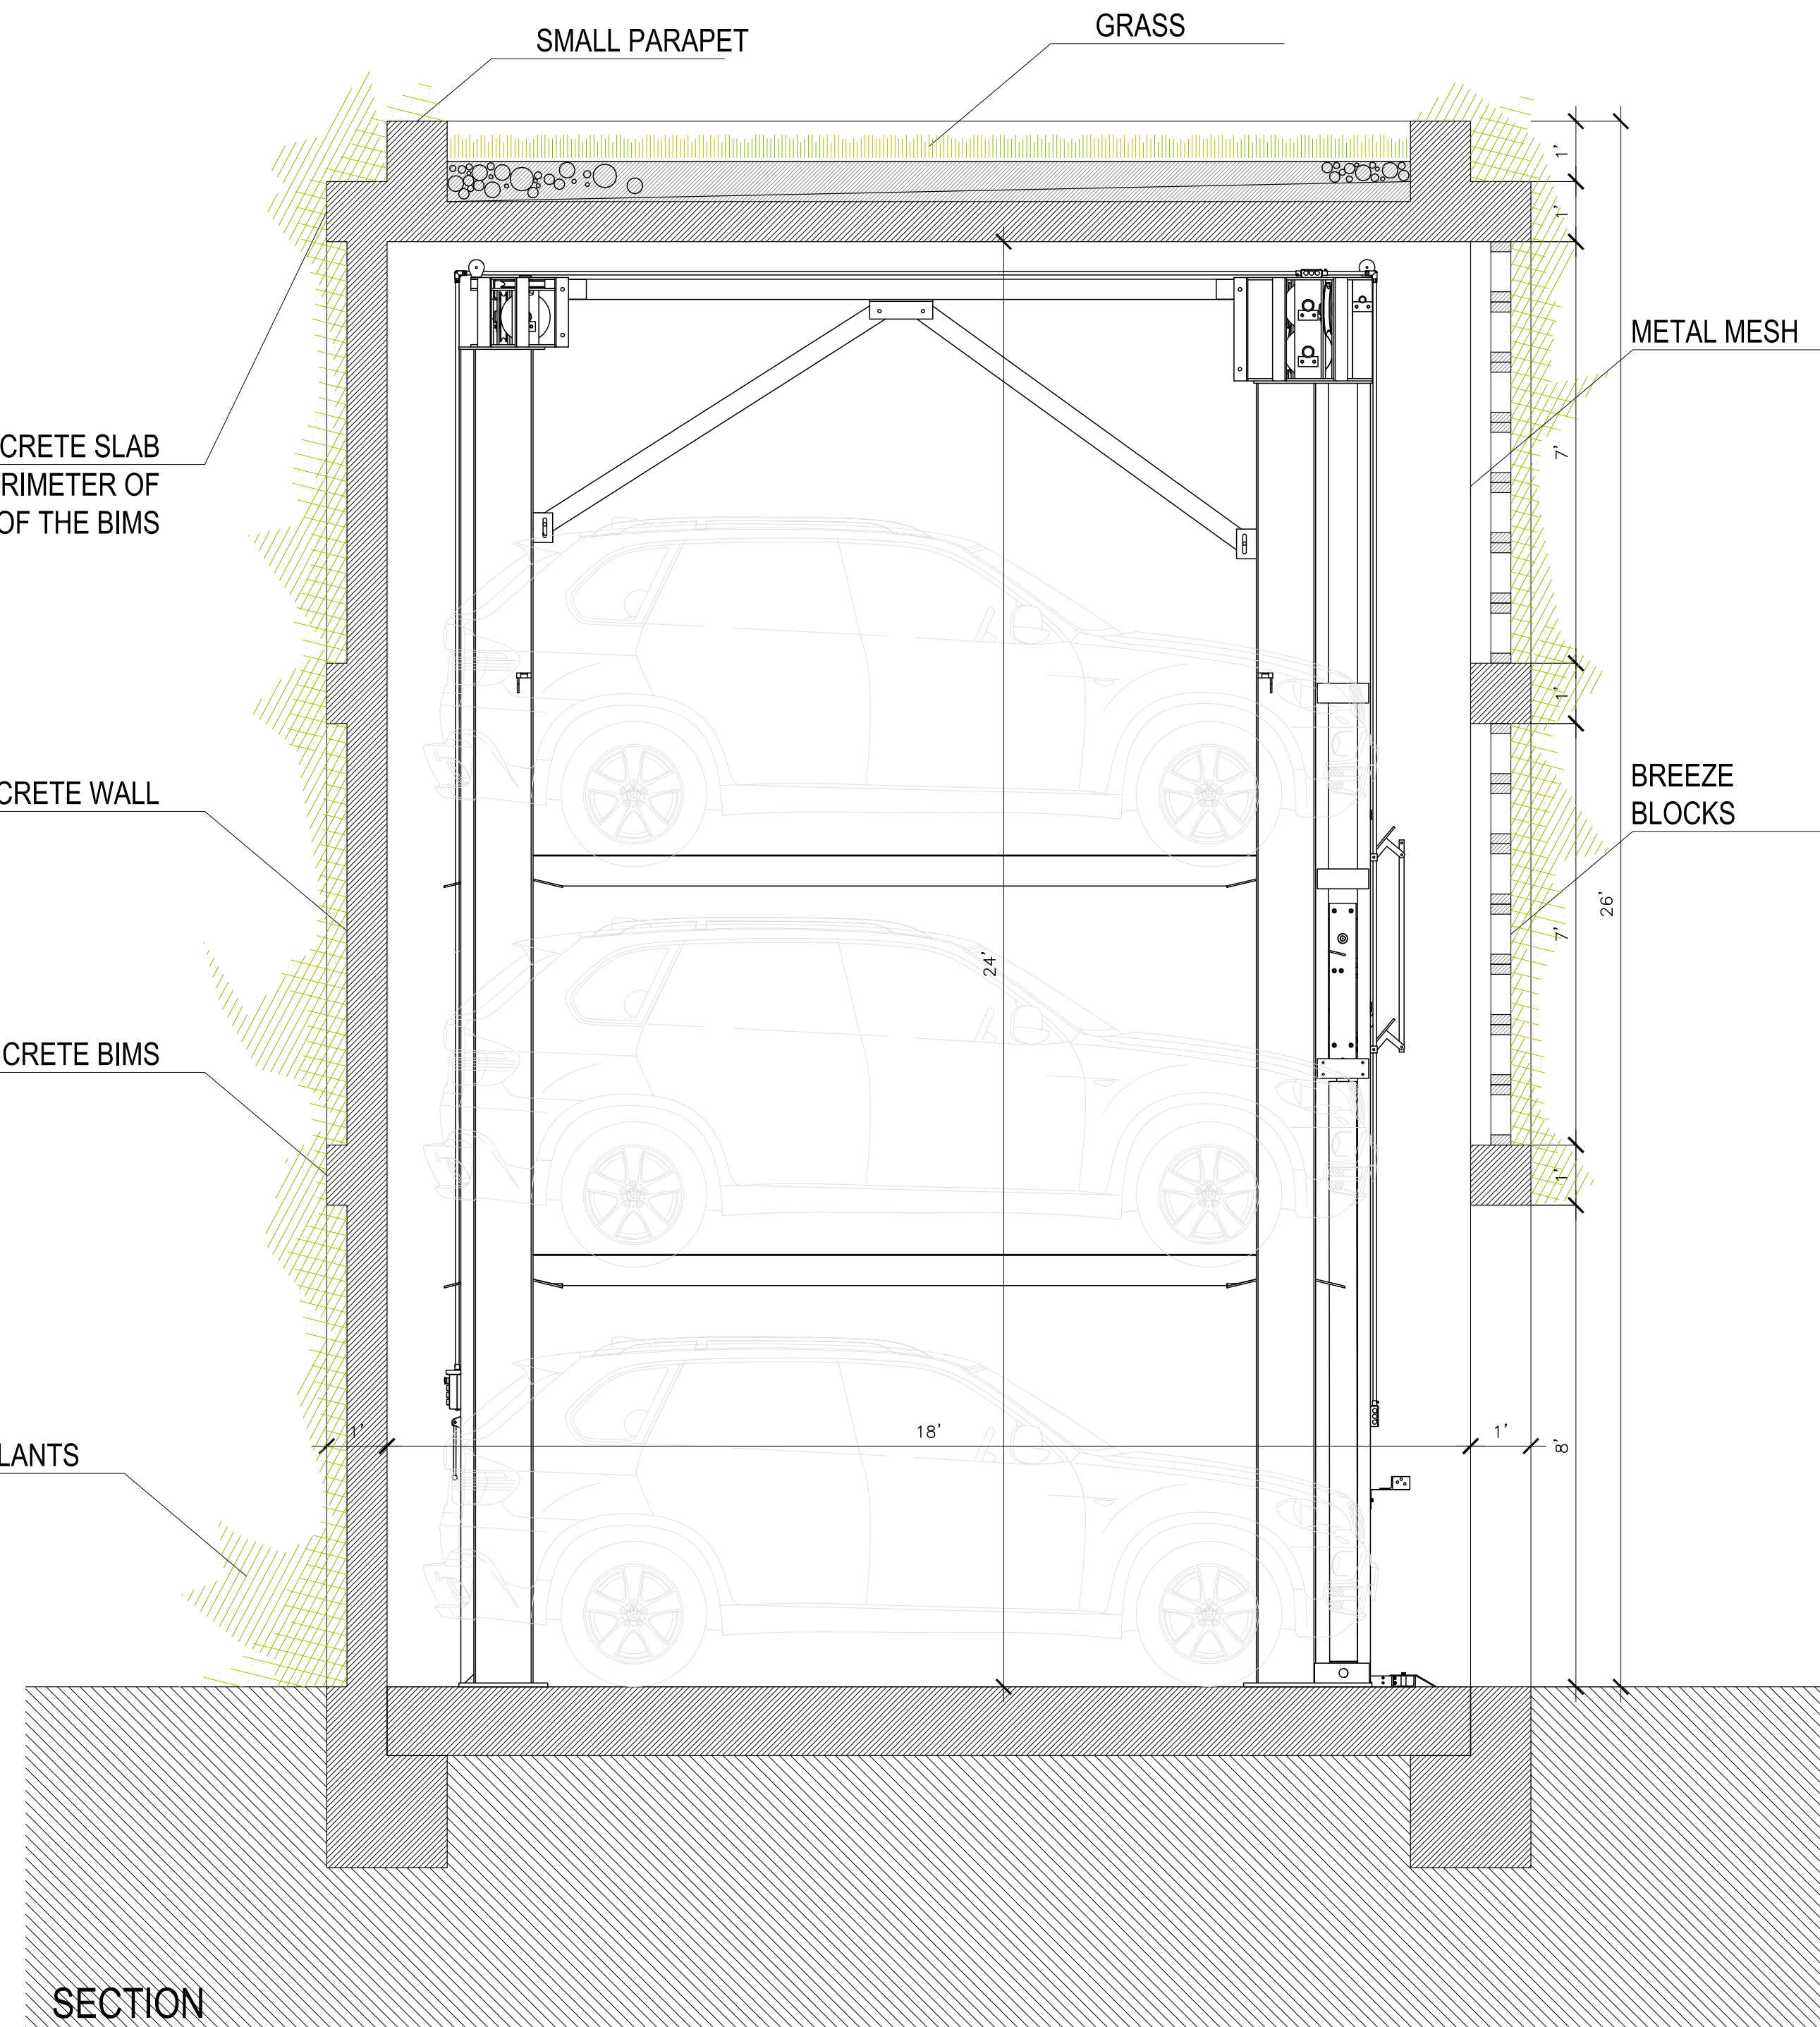 SMALL PARAPET
GRASS
1'
1'
METAL MESH
CRETE SLAB
RIMETER OF
OF THE BIMS
7'
1'
BREEZE
BLOCKS
CRETE WALL
26'
7'
24'
CRETE BIMS
1'
1'
18'
1'
8'
LANTS
SECTION